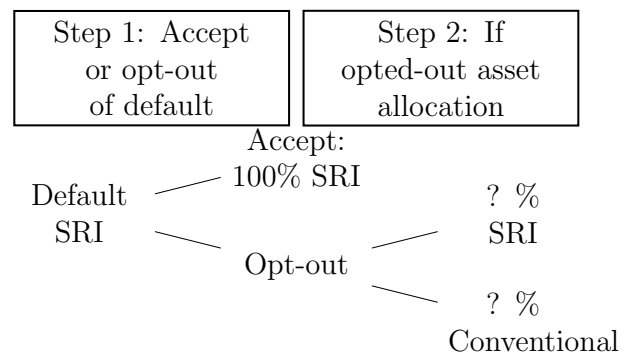 Step 1: Accept
or opt-out
of default
Step 2: If
opted-out asset
allocation
Accept:
100% SRI
Default
SRI
Opt-out
? %
SRI
? %
Conventional